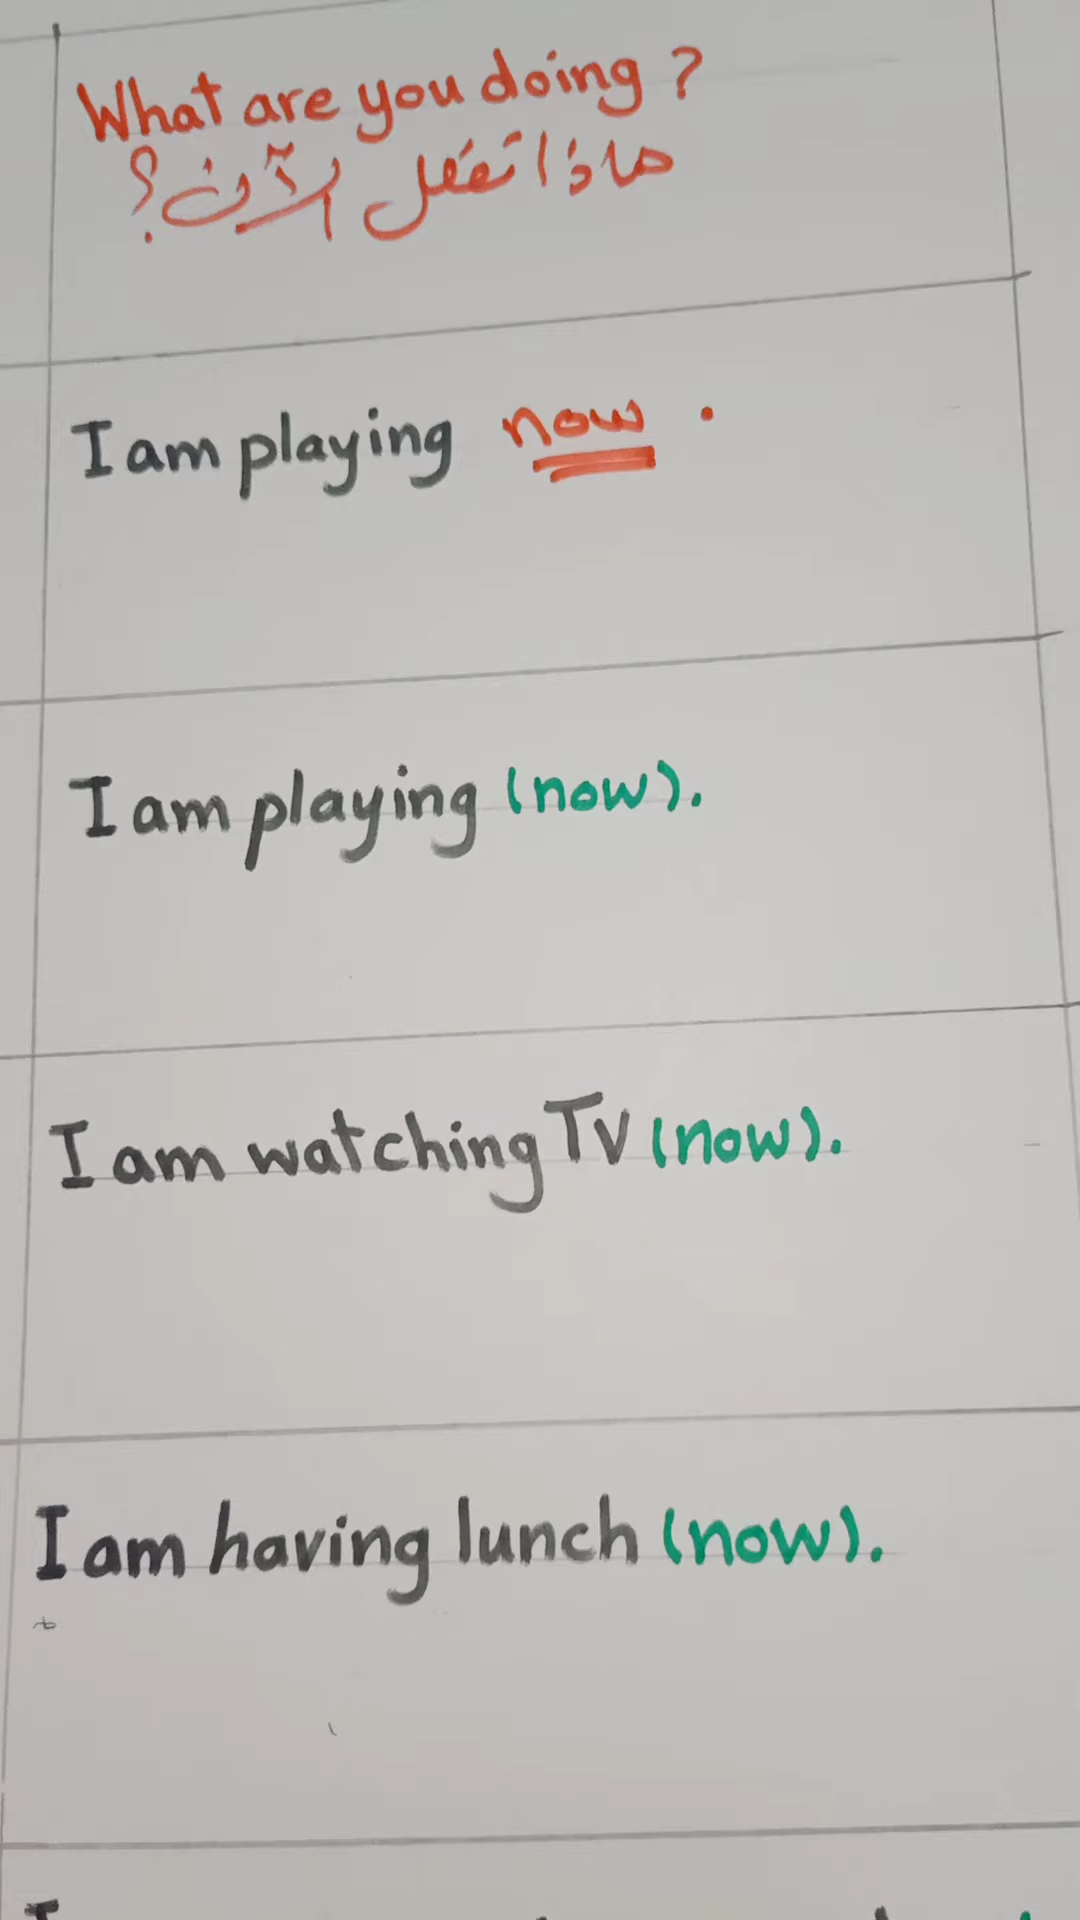 What are you doing ?
ماذا تفعل الآن؟
I am playing now .
I am playing (now).
I am watching TV (now).
I am having lunch (now).